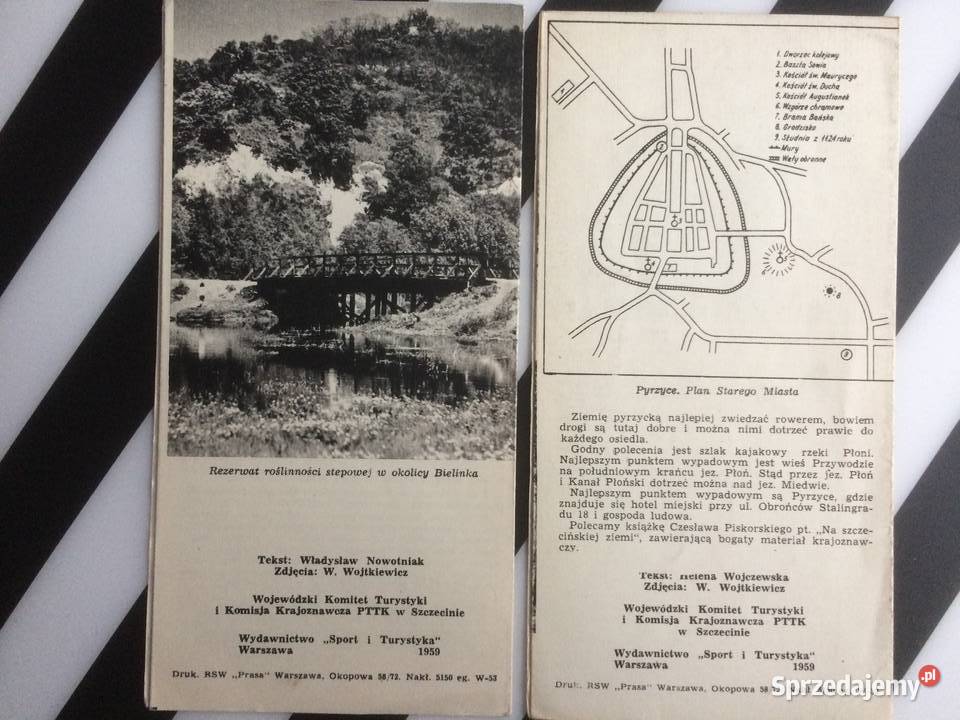 Rezerwat roślinności stepowej w okolicy Bielinka
Tekst: Władysław Nowotniak
Zdjęcia: W. Wojtkiewicz
Wojewódzki Komitet Turystyki
i Komisja Krajoznawcza PTTK w Szczecinie
Wydawnictwo „Sport i Turystyka"
Warszawa 1959
Druk. RSW „Prasa" Warszawa, Okopowa 58/72. Nakł. 5150 eg. W-53
1. Dworzec kolejowy
2. Baszta Sowia
3. Kościół św. Maurycego
4. Kościół św. Ducha
5. Kościół Augustianek
6. Wzgórze chramowe
7. Brama Bańska
8. Grodzisko
9. Studnia z 1124 roku
Mury
Wały obronne
Pyrzyce. Plan Starego Miasta
Ziemię pyrzycką najlepiej zwiedzać rowerem, bowiem
drogi są tutaj dobre i można nimi dotrzeć prawie do
każdego osiedla.
Godny polecenia jest szlak kajakowy rzeki Płoni.
Najlepszym punktem wypadowym jest wieś Przywodzie
na południowym krańcu jez. Płoń. Stąd przez jez. Płoń
i Kanał Płoński dotrzeć można nad jez. Miedwie.
Najlepszym punktem wypadowym są Pyrzyce, gdzie
znajduje się hotel miejski przy ul. Obrońców Stalingra-
du 18 i gospoda ludowa.
Polecamy książkę Czesława Piskorskiego pt. „Na szcze-
cińskiej ziemi", zawierającą bogaty materiał krajoznaw-
czy.
Tekst: Helena Wojczewska
Zdjęcia: W. Wojtkiewicz
Wojewódzki Komitet Turystyki
i Komisja Krajoznawcza PTTK
w Szczecinie
Wydawnictwo „Sport i Turystyka"
Warszawa 1959
Druk. RSW „Prasa" Warszawa, Okopowa
Sprzedajemy.pl